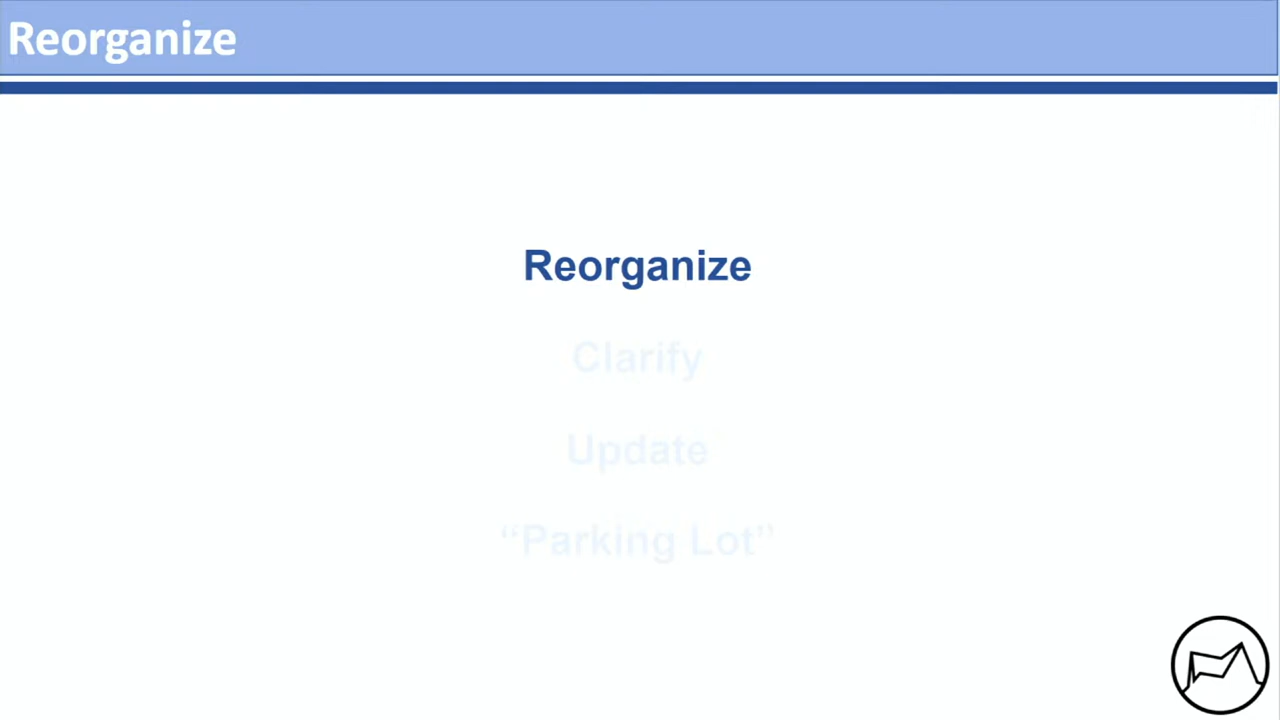 Reorganize
Reorganize
Clarify
Update
“Parking Lot”